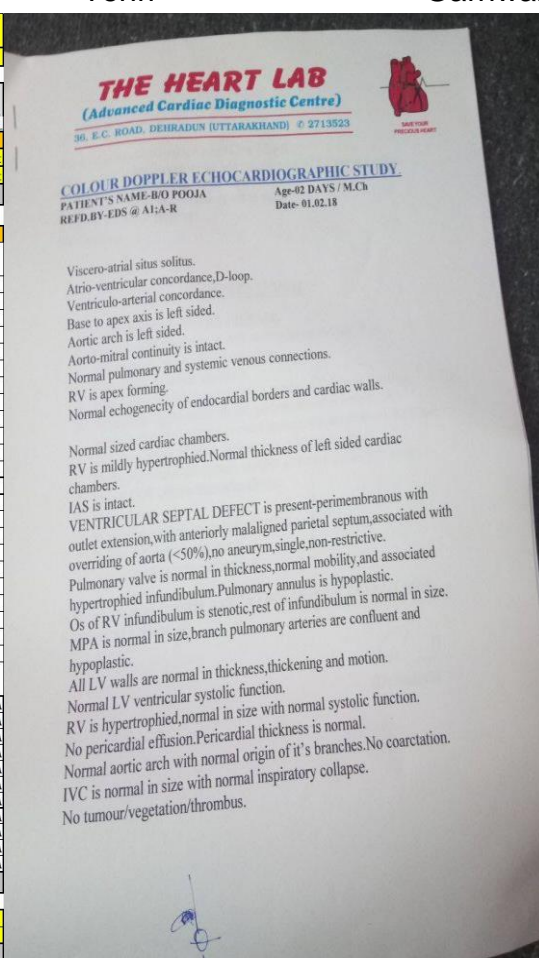 THE HEART LAB
(Advanced Cardiac Diagnostic Centre)
36, E.C. ROAD, DEHRADUN (UTTARAKHAND) ✆ 2713523
SAVE YOUR
PRECIOUS HEART
COLOUR DOPPLER ECHOCARDIOGRAPHIC STUDY.
PATIENT'S NAME-B/O POOJA Age-02 DAYS / M.Ch
REFD.BY-EDS @ A1;A-R Date- 01.02.18
Viscero-atrial situs solitus.
Atrio-ventricular concordance,D-loop.
Ventriculo-arterial concordance.
Base to apex axis is left sided.
Aortic arch is left sided.
Aorto-mitral continuity is intact.
Normal pulmonary and systemic venous connections.
RV is apex forming.
Normal echogenecity of endocardial borders and cardiac walls.
Normal sized cardiac chambers.
RV is mildly hypertrophied.Normal thickness of left sided cardiac
chambers.
IAS is intact.
VENTRICULAR SEPTAL DEFECT is present-perimembranous with
outlet extension,with anteriorly malaligned parietal septum,associated with
overriding of aorta (<50%),no aneurym,single,non-restrictive.
Pulmonary valve is normal in thickness,normal mobility,and associated
hypertrophied infundibulum.Pulmonary annulus is hypoplastic.
Os of RV infundibulum is stenotic,rest of infundibulum is normal in size.
MPA is normal in size,branch pulmonary arteries are confluent and
hypoplastic.
All LV walls are normal in thickness,thickening and motion.
Normal LV ventricular systolic function.
RV is hypertrophied,normal in size with normal systolic function.
No pericardial effusion.Pericardial thickness is normal.
Normal aortic arch with normal origin of it's branches.No coarctation.
IVC is normal in size with normal inspiratory collapse.
No tumour/vegetation/thrombus.